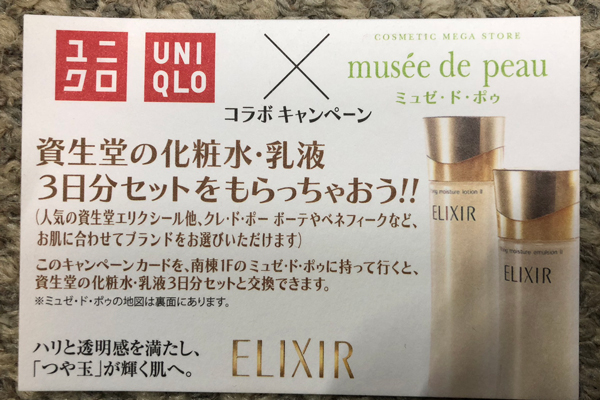 ユニクロ
UNIQLO
COSMETIC MEGA STORE
musée de peau
ミュゼ・ド・ポゥ
コラボキャンペーン
資生堂の化粧水・乳液
3日分セットをもらっちゃおう!!
(人気の資生堂エリクシール他、クレ・ド・ポー ボーテやベネフィークなど、
お肌に合わせてブランドをお選びいただけます)
このキャンペーンカードを、南棟1Fのミュゼ・ド・ポゥに持って行くと、
資生堂の化粧水・乳液3日分セットと交換できます。
※ミュゼ・ド・ポゥの地図は裏面にあります。
ハリと透明感を満たし、
「つや玉」が輝く肌へ。
ELIXIR
moisture lotion II
ELIXIR
moisture emulsion II
ELIXIR